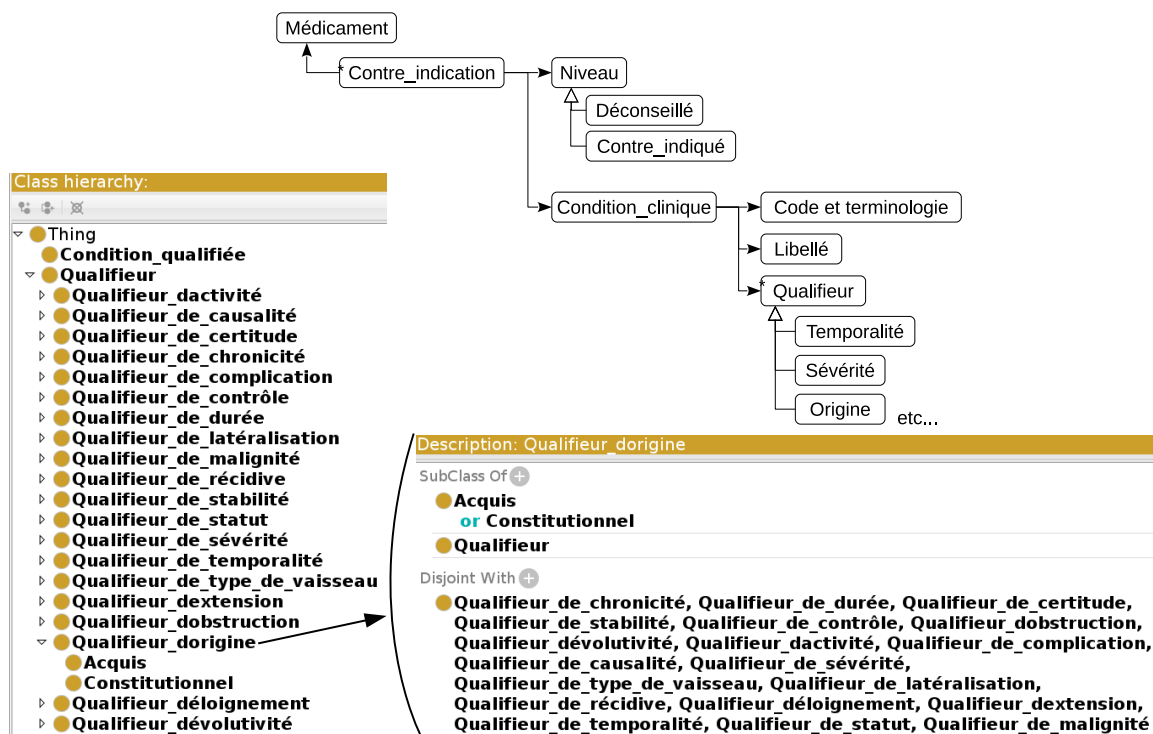 Médicament
* Contre_indication
Niveau
Déconseillé
Contre_indiqué
Condition_clinique
Code et terminologie
Libellé
* Qualifieur
Temporalité
Sévérité
Origine
etc...
Class hierarchy:
Thing
Condition_qualifiée
Qualifieur
Qualifieur_dactivité
Qualifieur_de_causalité
Qualifieur_de_certitude
Qualifieur_de_chronicité
Qualifieur_de_complication
Qualifieur_de_contrôle
Qualifieur_de_durée
Qualifieur_de_latéralisation
Qualifieur_de_malignité
Qualifieur_de_récidive
Qualifieur_de_stabilité
Qualifieur_de_statut
Qualifieur_de_sévérité
Qualifieur_de_temporalité
Qualifieur_de_type_de_vaisseau
Qualifieur_dextension
Qualifieur_dobstruction
Qualifieur_dorigine
Acquis
Constitutionnel
Qualifieur_déloignement
Qualifieur_dévolutivité
Description: Qualifieur_dorigine
SubClass Of
Acquis
or Constitutionnel
Qualifieur
Disjoint With
Qualifieur_de_chronicité, Qualifieur_de_durée, Qualifieur_de_certitude,
Qualifieur_de_stabilité, Qualifieur_de_contrôle, Qualifieur_dobstruction,
Qualifieur_dévolutivité, Qualifieur_dactivité, Qualifieur_de_complication,
Qualifieur_de_causalité, Qualifieur_de_sévérité,
Qualifieur_de_type_de_vaisseau, Qualifieur_de_latéralisation,
Qualifieur_de_récidive, Qualifieur_déloignement, Qualifieur_dextension,
Qualifieur_de_temporalité, Qualifieur_de_statut, Qualifieur_de_malignité